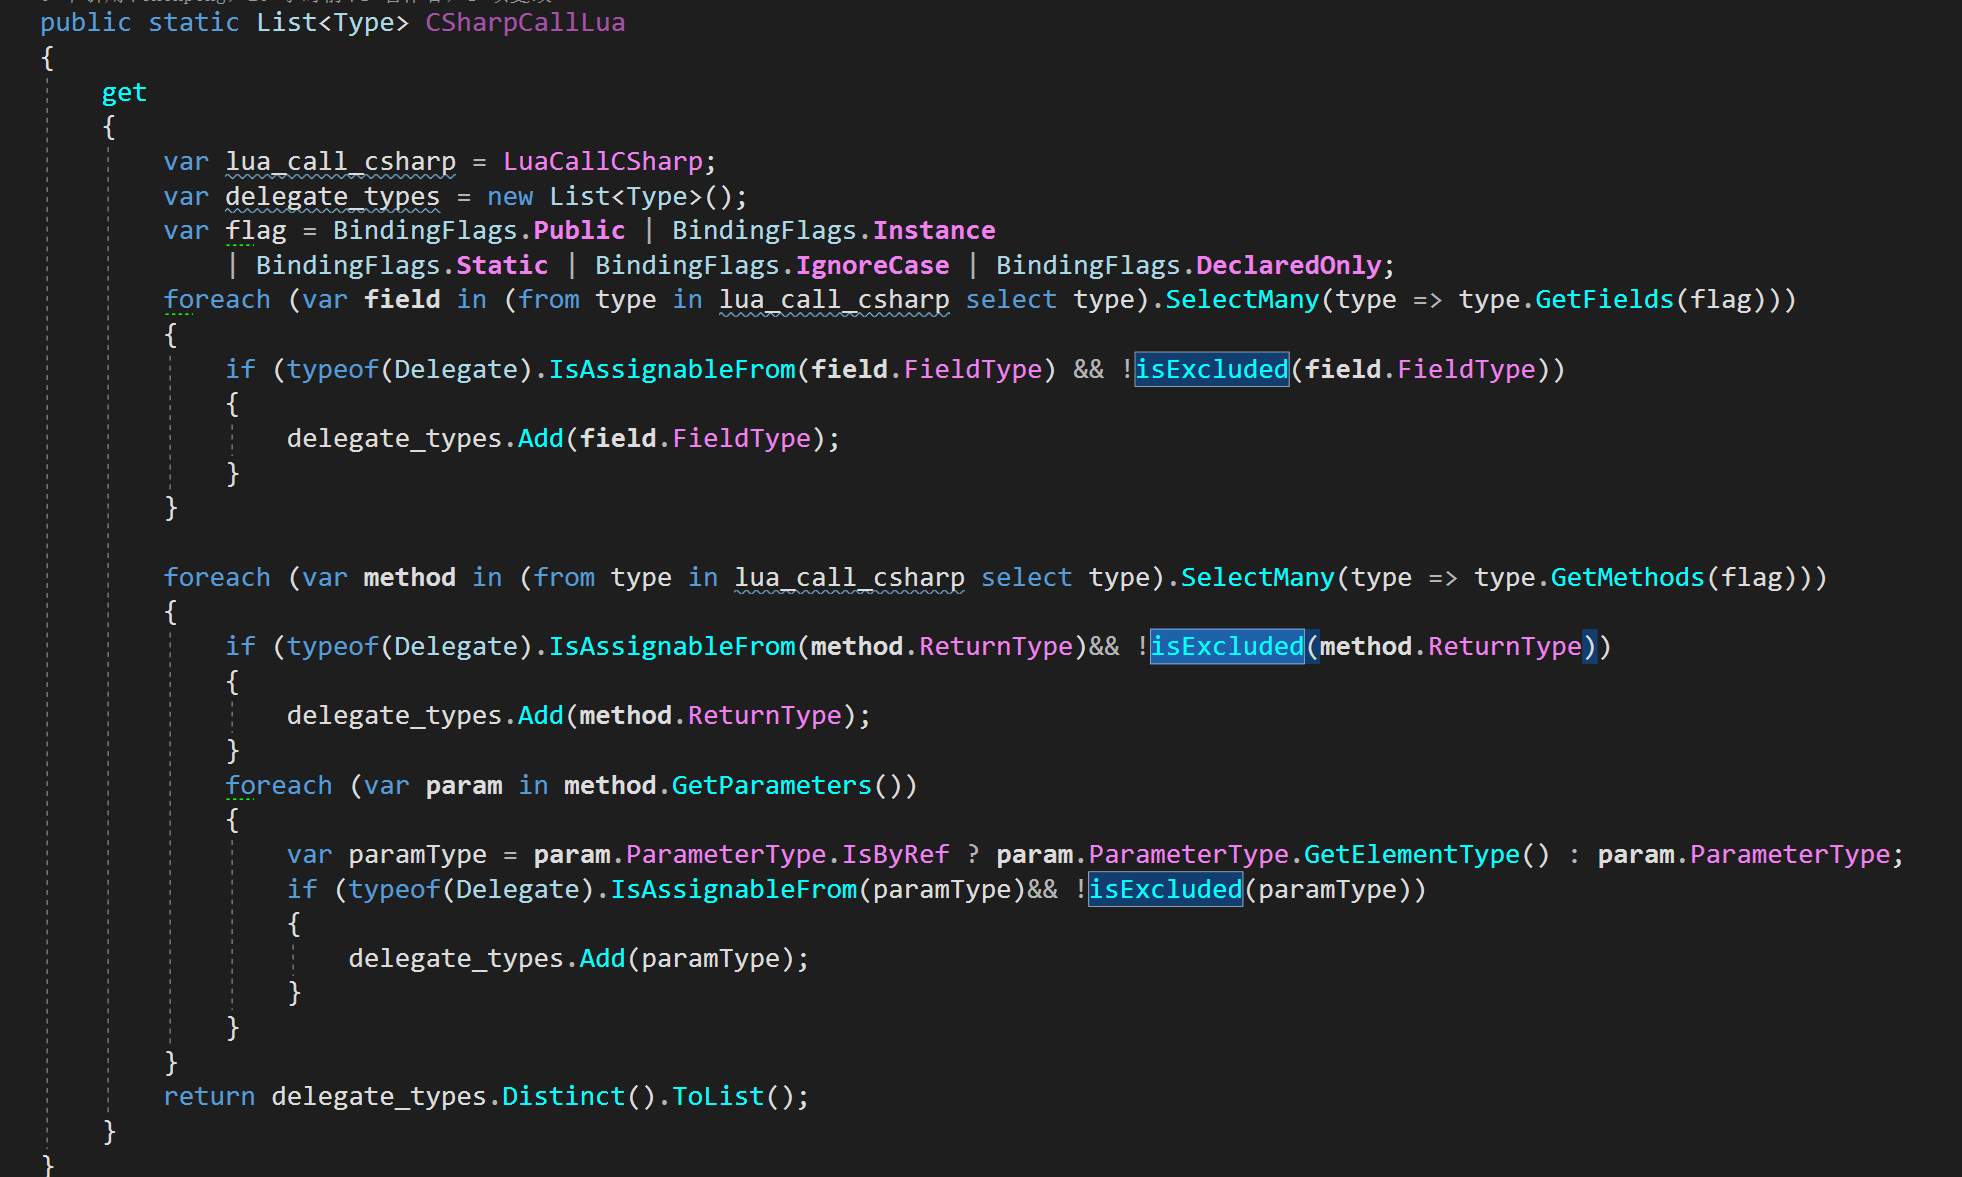 public static List<Type> CSharpCallLua
{
get
{
var lua_call_csharp = LuaCallCSharp;
var delegate_types = new List<Type>();
var flag = BindingFlags.Public | BindingFlags.Instance
| BindingFlags.Static | BindingFlags.IgnoreCase | BindingFlags.DeclaredOnly;
foreach (var field in (from type in lua_call_csharp select type).SelectMany(type => type.GetFields(flag)))
{
if (typeof(Delegate).IsAssignableFrom(field.FieldType) && !isExcluded(field.FieldType))
{
delegate_types.Add(field.FieldType);
}
}
foreach (var method in (from type in lua_call_csharp select type).SelectMany(type => type.GetMethods(flag)))
{
if (typeof(Delegate).IsAssignableFrom(method.ReturnType)&& !isExcluded(method.ReturnType))
{
delegate_types.Add(method.ReturnType);
}
foreach (var param in method.GetParameters())
{
var paramType = param.ParameterType.IsByRef ? param.ParameterType.GetElementType() : param.ParameterType;
if (typeof(Delegate).IsAssignableFrom(paramType)&& !isExcluded(paramType))
{
delegate_types.Add(paramType);
}
}
}
return delegate_types.Distinct().ToList();
}
}